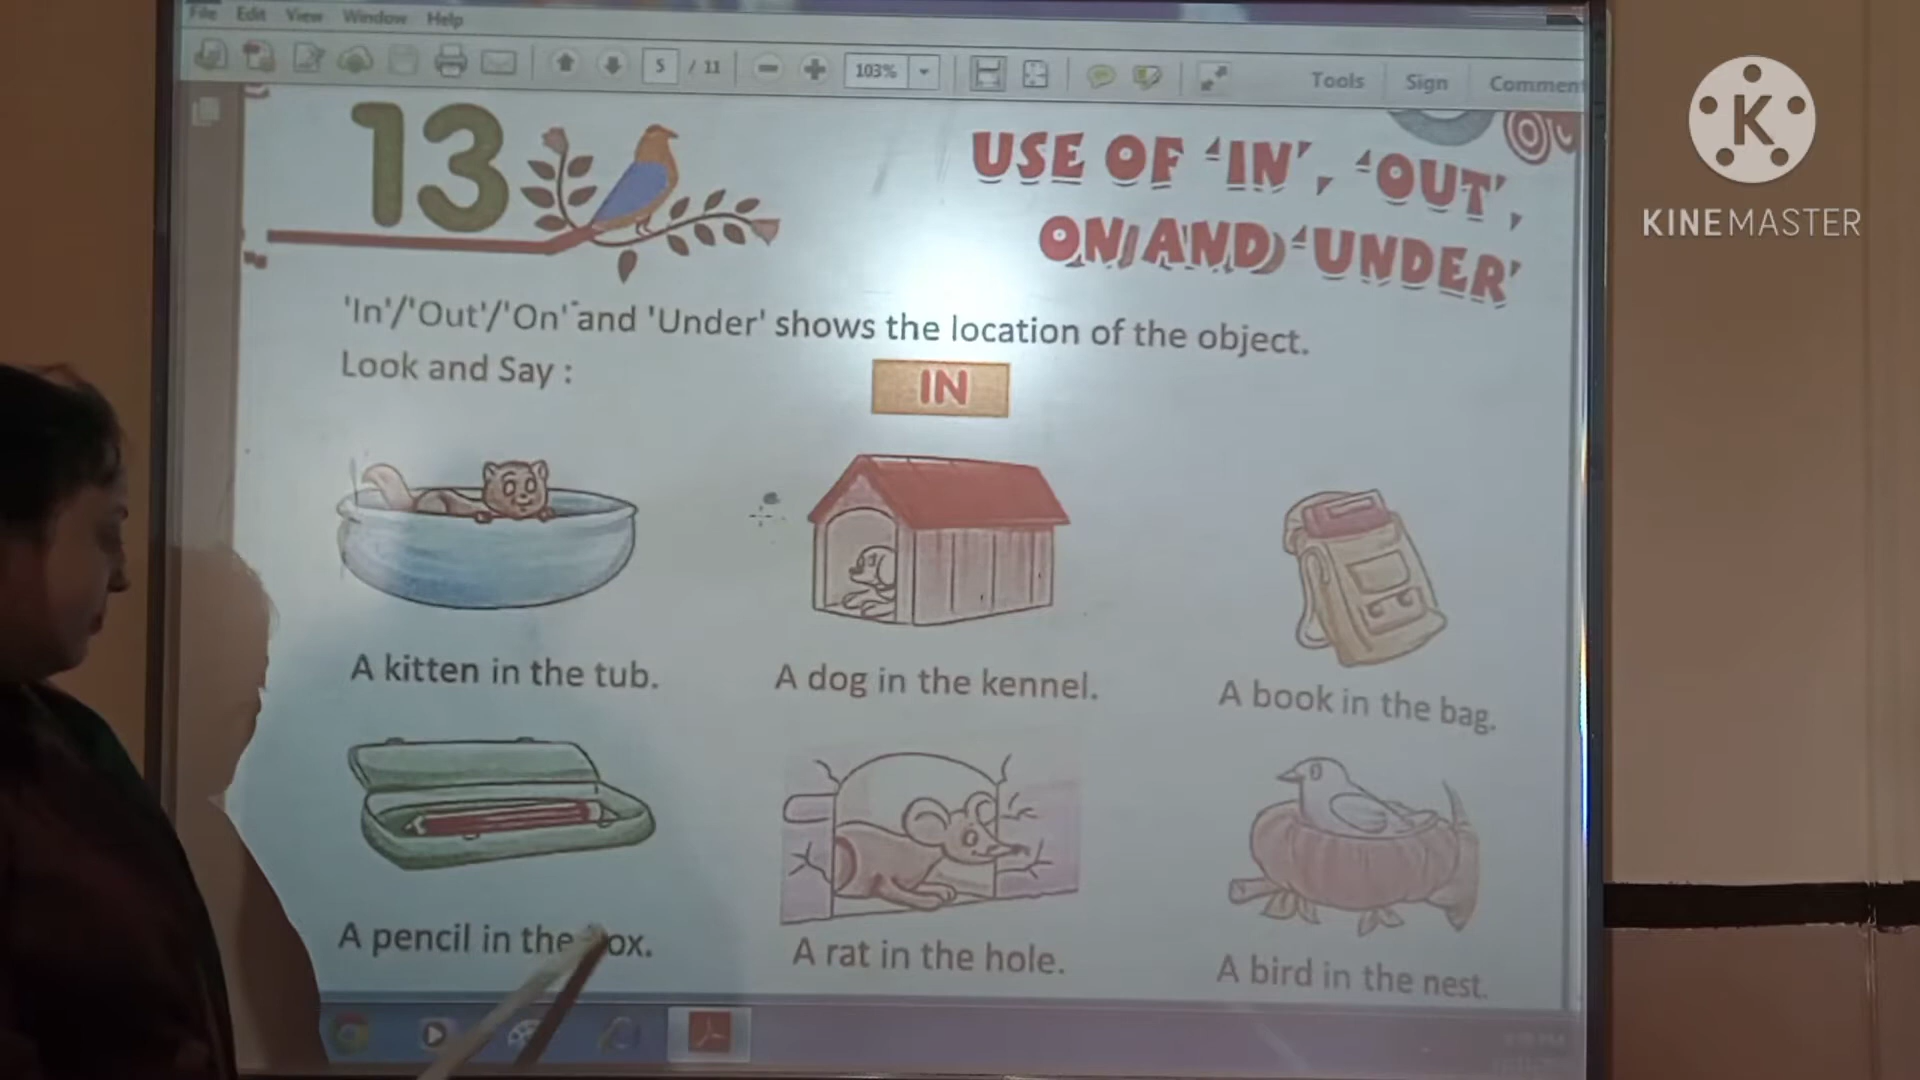 File Edit View Window Help
5 / 11 103% Tools Sign Commen
13
USE OF 'IN', 'OUT',
ON AND 'UNDER'
'In'/'Out'/'On' and 'Under' shows the location of the object.
Look and Say :
IN
A kitten in the tub.
A dog in the kennel.
A book in the bag.
A pencil in the ox.
A rat in the hole.
A bird in the nest.
K
KINEMASTER